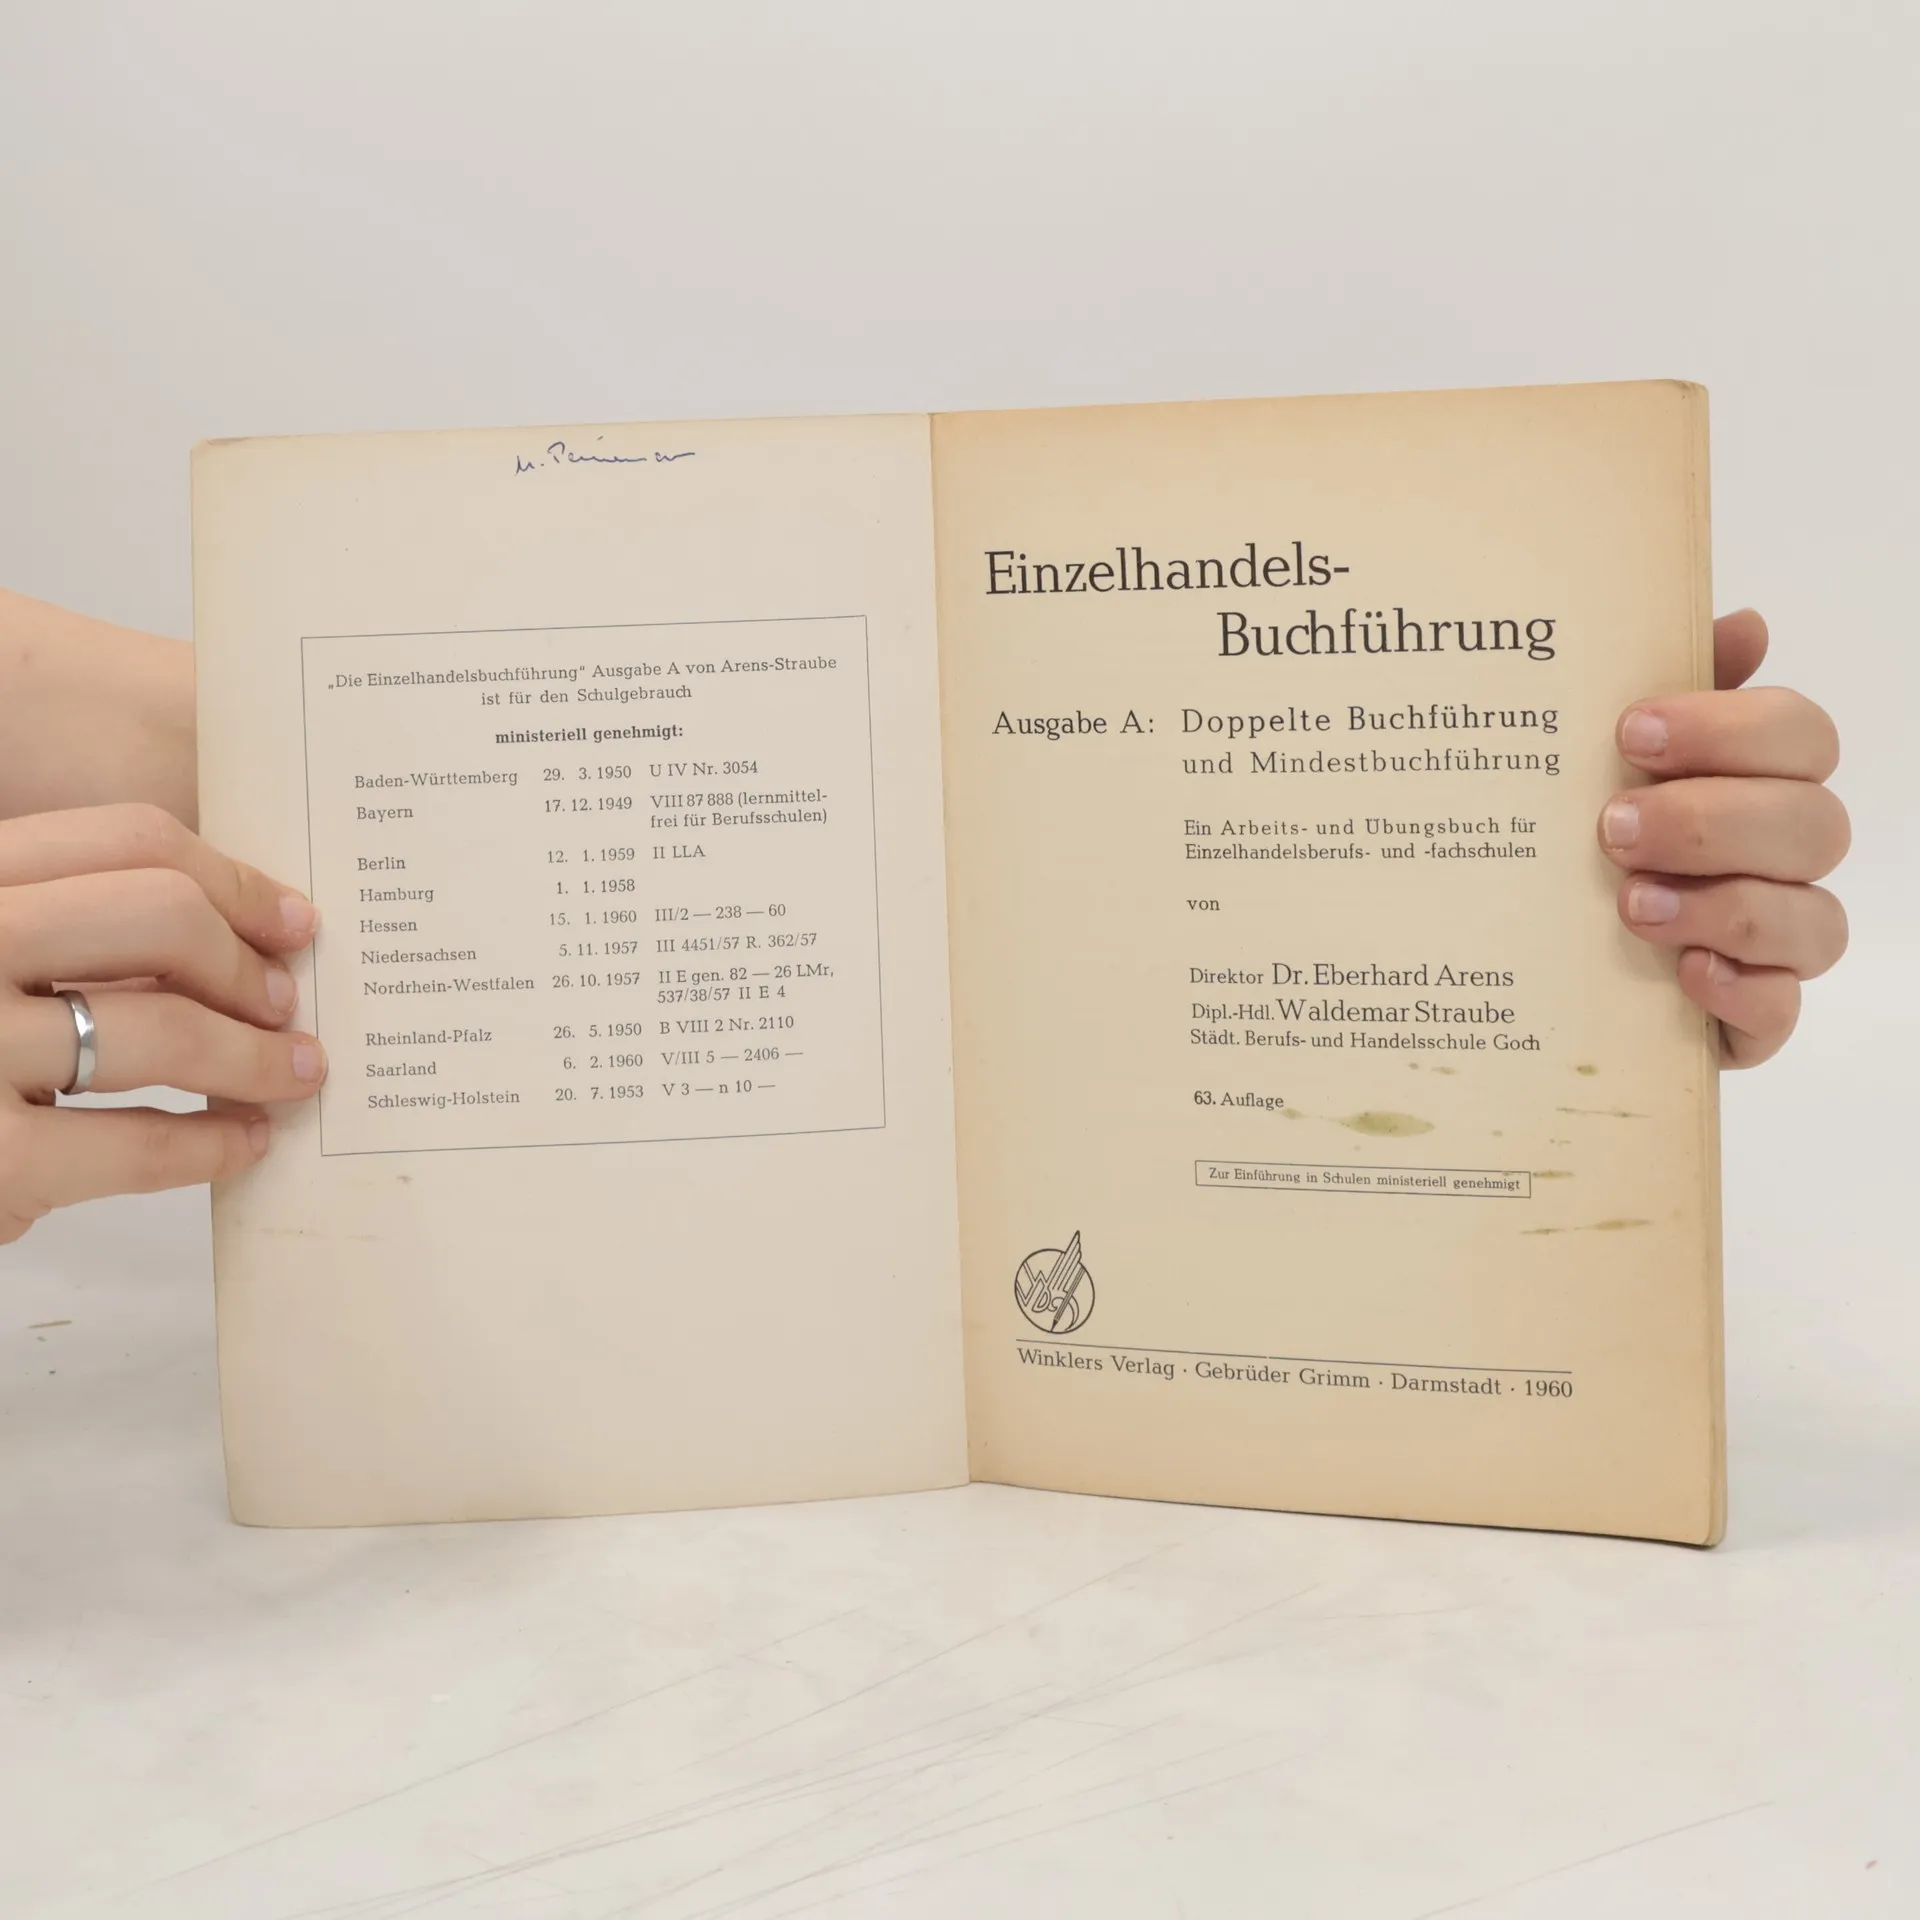 „Die Einzelhandelsbuchführung“ Ausgabe A von Arens-Straube
ist für den Schulgebrauch
ministeriell genehmigt:
Baden-Württemberg 29. 3. 1950 U IV Nr. 3054
Bayern 17. 12. 1949 VIII 87 888 (lernmittel-
frei für Berufsschulen)
Berlin 12. 1. 1959 II LLA
Hamburg 1. 1. 1958
Hessen 15. 1. 1960 III/2 — 238 — 60
Niedersachsen 5. 11. 1957 III 4451/57 R. 362/57
Nordrhein-Westfalen 26. 10. 1957 II E gen. 82 — 26 LMr,
537/38/57 II E 4
Rheinland-Pfalz 26. 5. 1950 B VIII 2 Nr. 2110
Saarland 6. 2. 1960 V/III 5 — 2406 —
Schleswig-Holstein 20. 7. 1953 V 3 — n 10 —
Einzelhandels-
Buchführung
Ausgabe A: Doppelte Buchführung
und Mindestbuchführung
Ein Arbeits- und Übungsbuch für
Einzelhandelsberufs- und -fachschulen
von
Direktor Dr. Eberhard Arens
Dipl.-Hdl. Waldemar Straube
Städt. Berufs- und Handelsschule Goch
63. Auflage
Zur Einführung in Schulen ministeriell genehmigt
Winklers Verlag · Gebrüder Grimm · Darmstadt · 1960